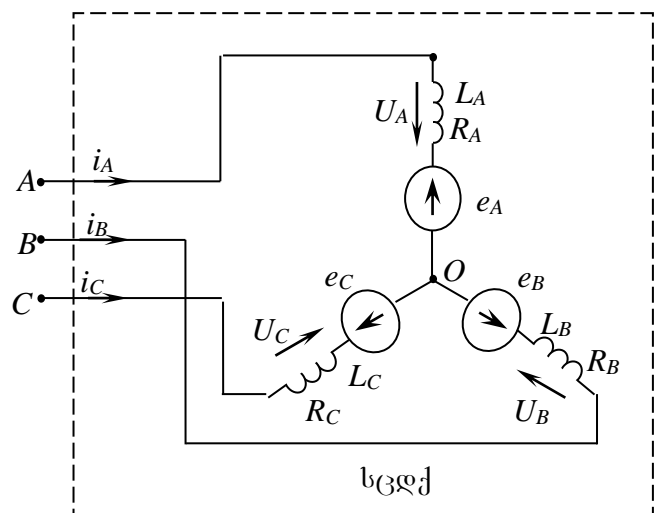 U_A
L_A
R_A
A
i_A
e_A
B
i_B
C
i_C
e_C
O
e_B
U_C
L_B
R_B
L_C
R_C
U_B
სცდქ